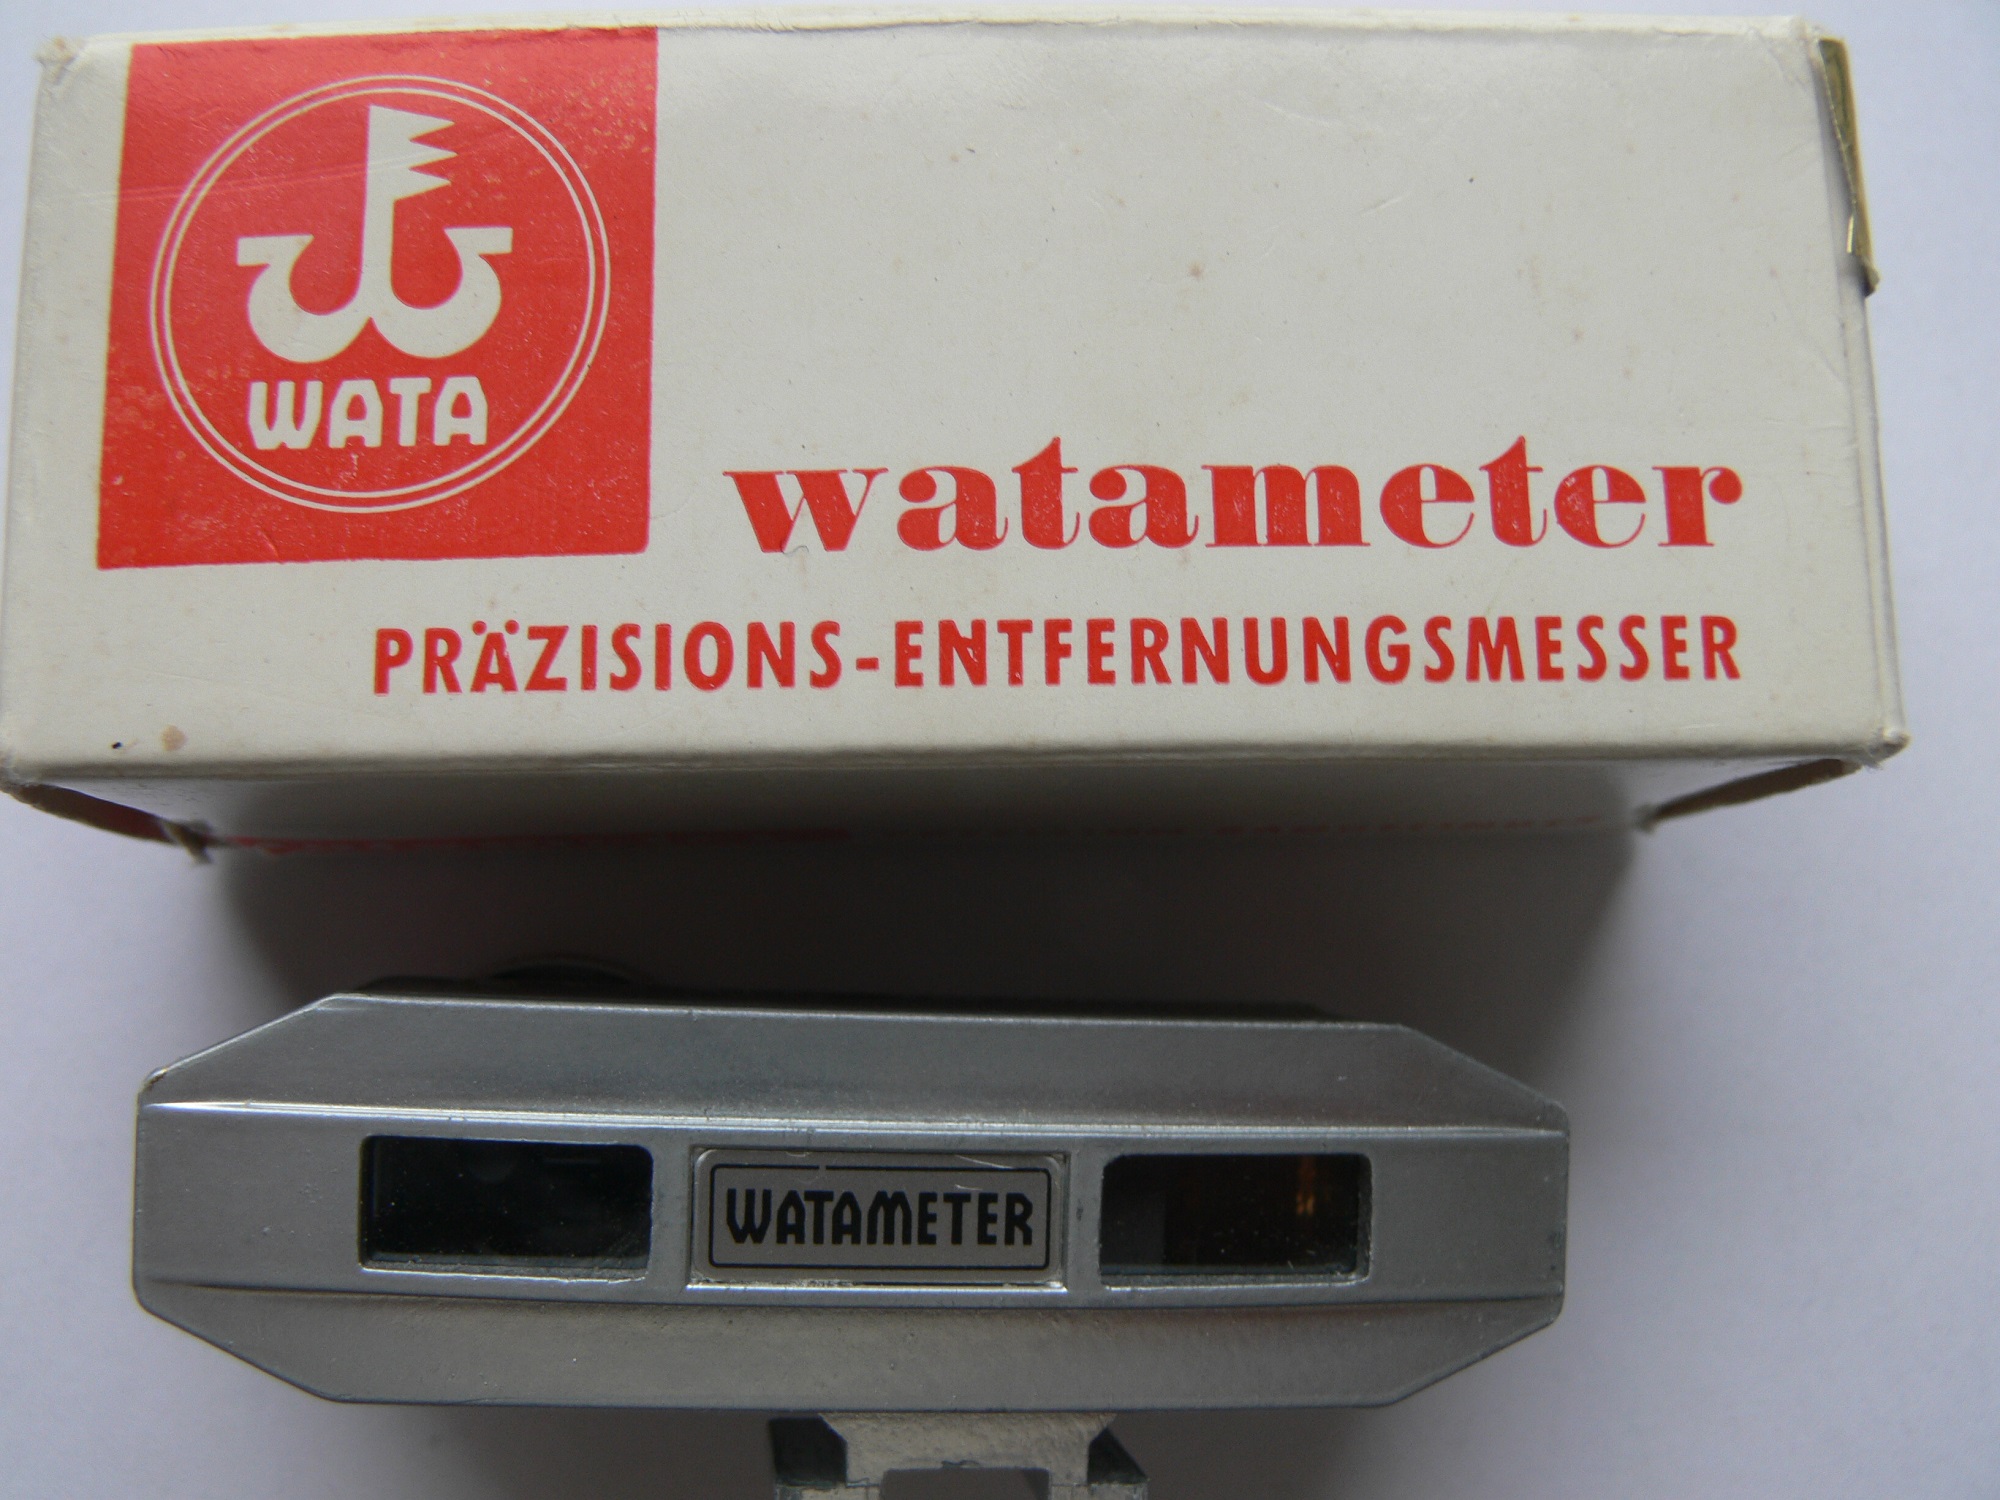 WATA
watameter
PRÄZISIONS-ENTFERNUNGSMESSER
WATAMETER